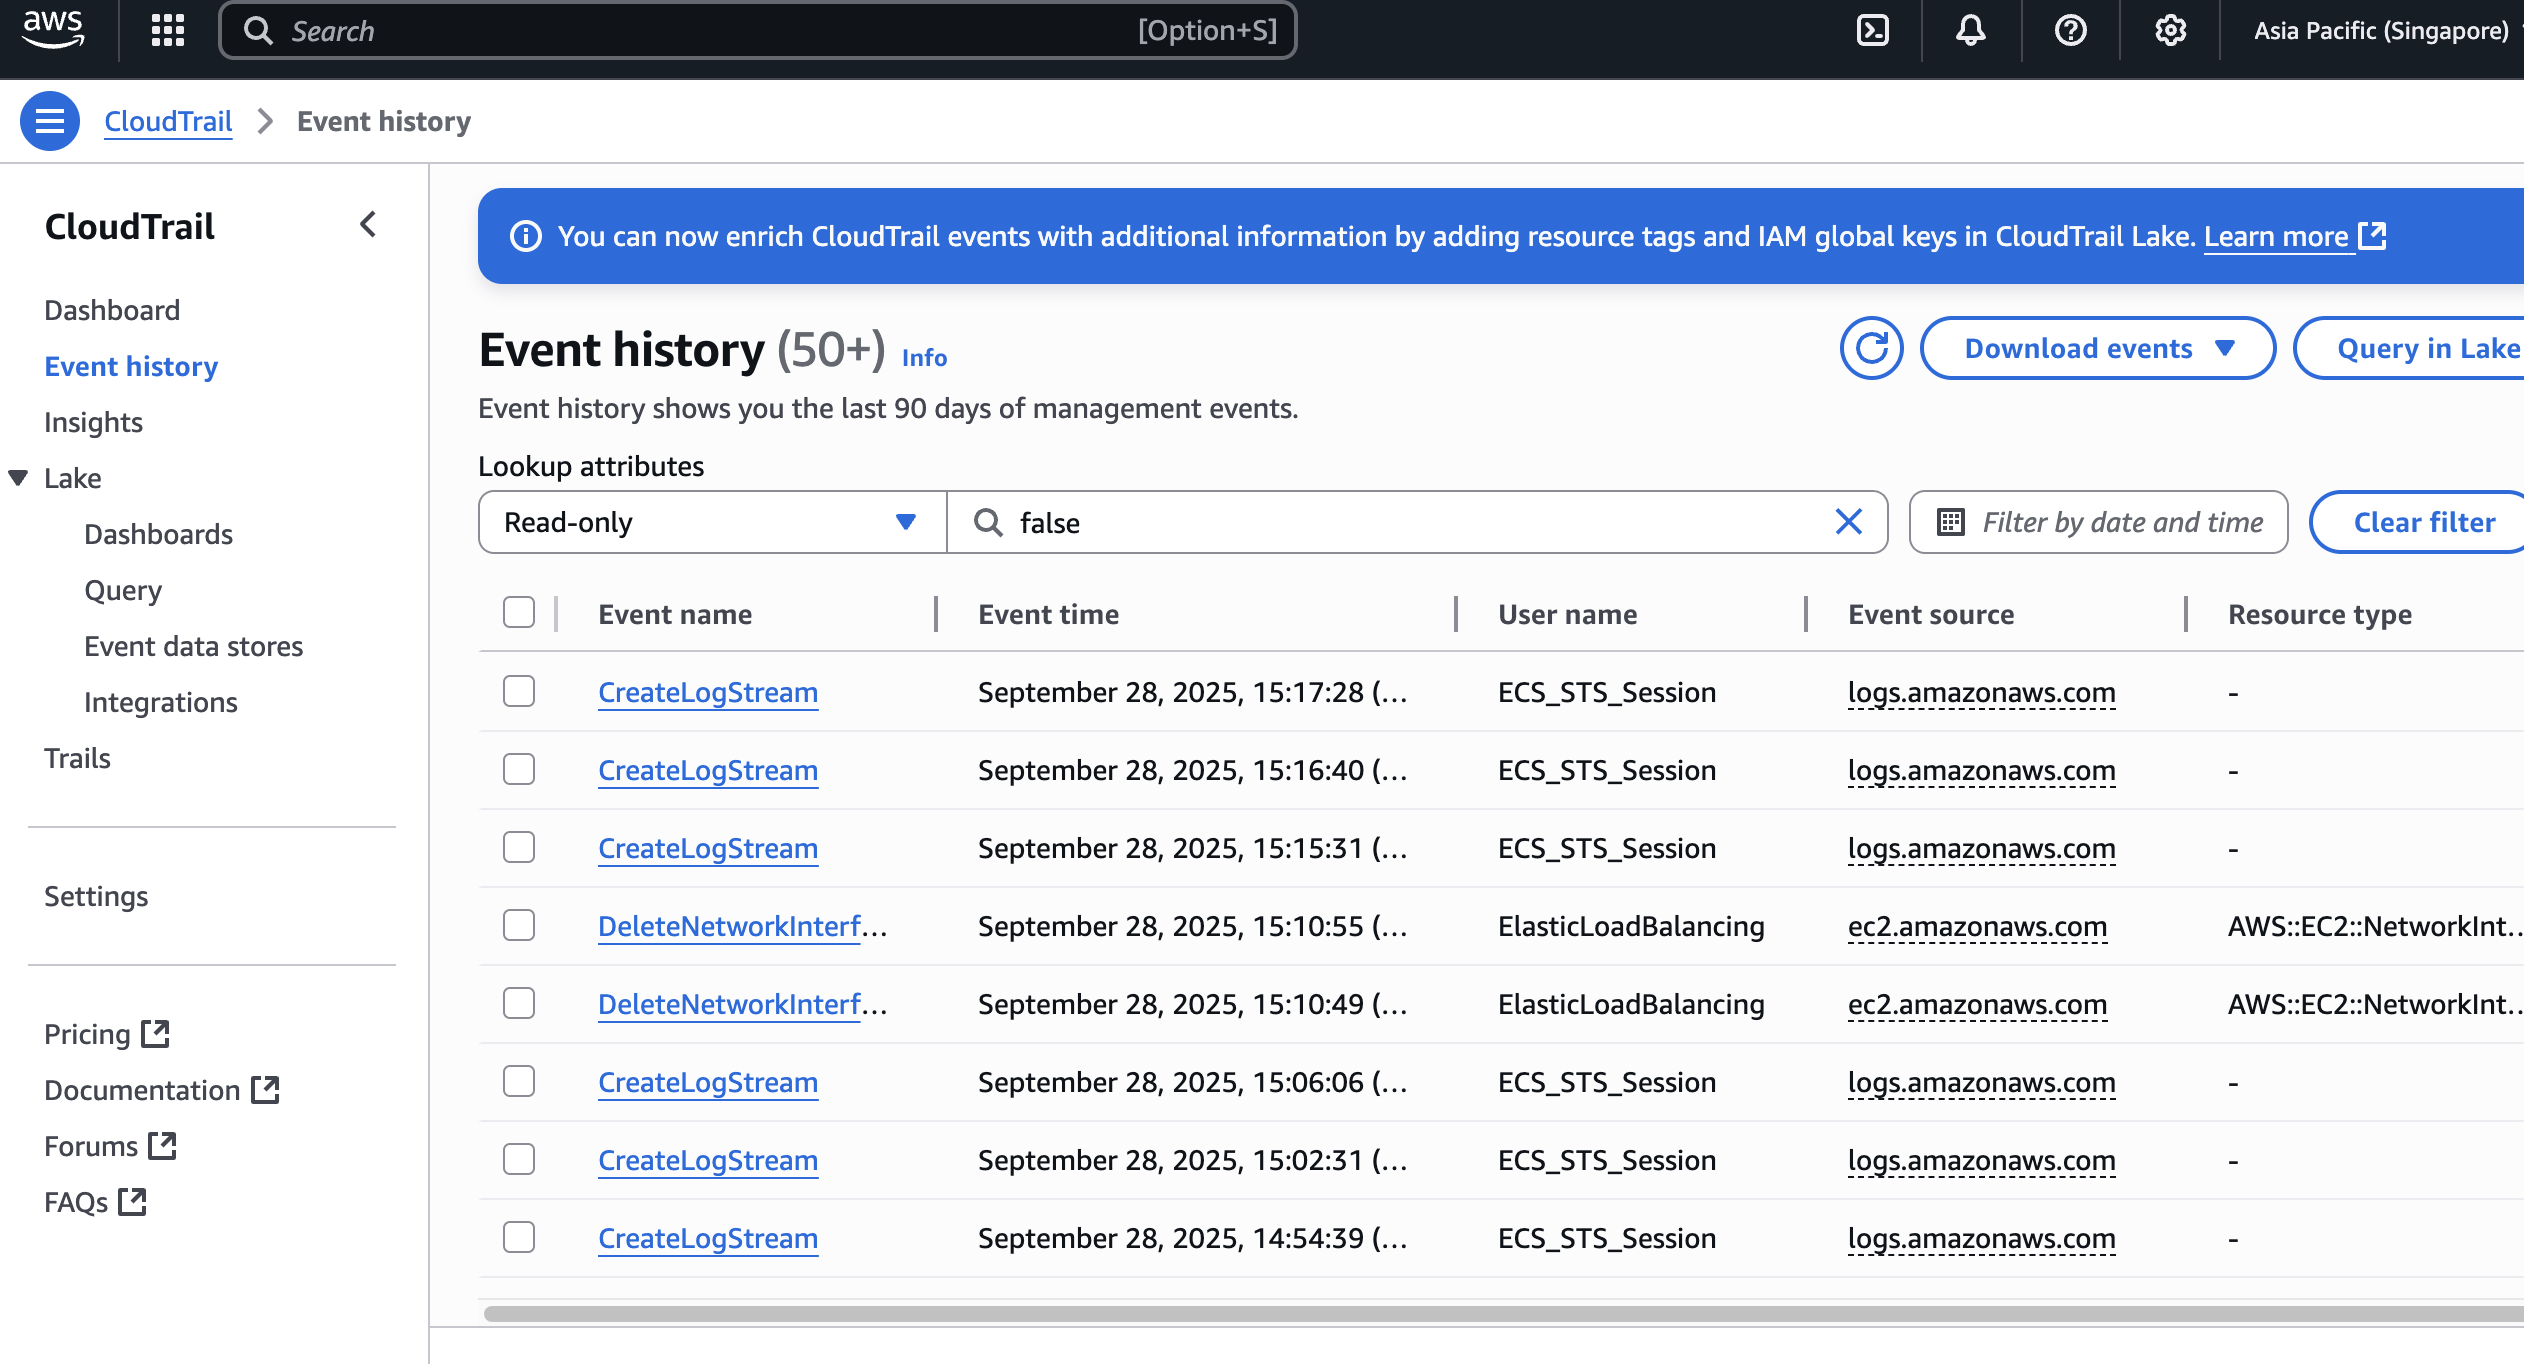 aws
Search [Option+S]
Asia Pacific (Singapore)
CloudTrail > Event history
CloudTrail
Dashboard
Event history
Insights
Lake
Dashboards
Query
Event data stores
Integrations
Trails
Settings
Pricing
Documentation
Forums
FAQs
You can now enrich CloudTrail events with additional information by adding resource tags and IAM global keys in CloudTrail Lake. Learn more
Event history (50+) Info
Download events
Query in Lake
Event history shows you the last 90 days of management events.
Lookup attributes
Read-only
false
Filter by date and time
Clear filter
Event name Event time User name Event source Resource type
CreateLogStream September 28, 2025, 15:17:28 (… ECS_STS_Session logs.amazonaws.com -
CreateLogStream September 28, 2025, 15:16:40 (… ECS_STS_Session logs.amazonaws.com -
CreateLogStream September 28, 2025, 15:15:31 (… ECS_STS_Session logs.amazonaws.com -
DeleteNetworkInterf… September 28, 2025, 15:10:55 (… ElasticLoadBalancing ec2.amazonaws.com AWS::EC2::NetworkInt…
DeleteNetworkInterf… September 28, 2025, 15:10:49 (… ElasticLoadBalancing ec2.amazonaws.com AWS::EC2::NetworkInt…
CreateLogStream September 28, 2025, 15:06:06 (… ECS_STS_Session logs.amazonaws.com -
CreateLogStream September 28, 2025, 15:02:31 (… ECS_STS_Session logs.amazonaws.com -
CreateLogStream September 28, 2025, 14:54:39 (… ECS_STS_Session logs.amazonaws.com -